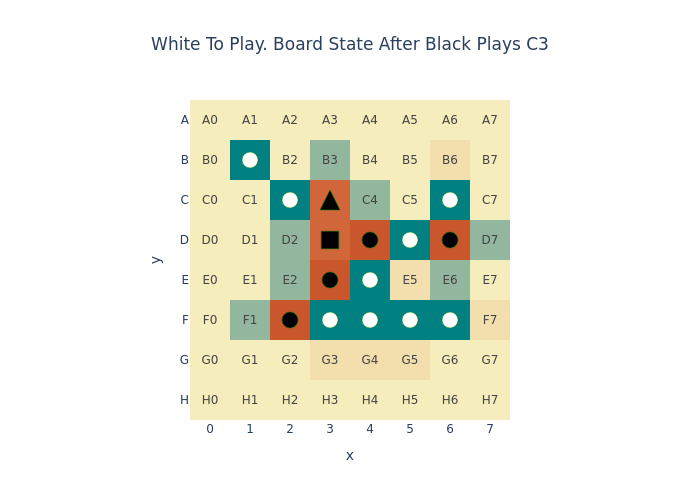 White To Play. Board State After Black Plays C3
A A0 A1 A2 A3 A4 A5 A6 A7
B B0 B2 B3 B4 B5 B6 B7
C C0 C1 C4 C5 C7
D D0 D1 D2 D7
y
E E0 E1 E2 E5 E6 E7
F F0 F1 F7
G G0 G1 G2 G3 G4 G5 G6 G7
H H0 H1 H2 H3 H4 H5 H6 H7
0 1 2 3 4 5 6 7
x